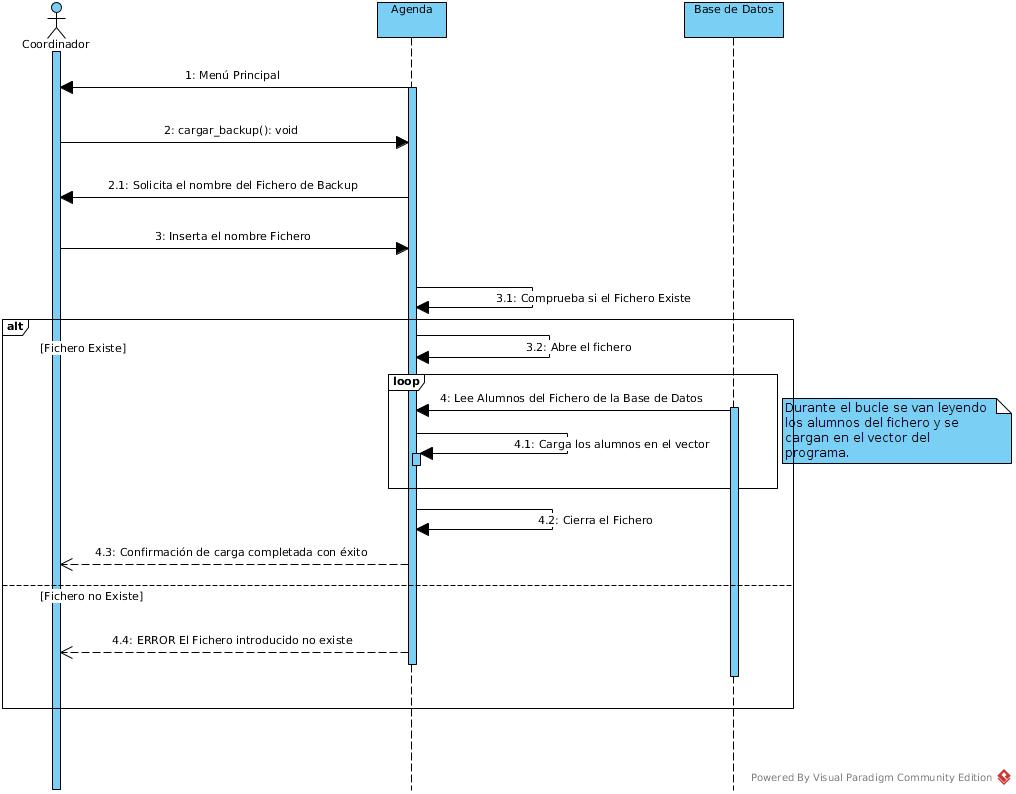 Agenda
Base de Datos
Coordinador
1: Menú Principal
2: cargar_backup(): void
2.1: Solicita el nombre del Fichero de Backup
3: Inserta el nombre Fichero
3.1: Comprueba si el Fichero Existe
alt
[Fichero Existe]
3.2: Abre el fichero
loop
4: Lee Alumnos del Fichero de la Base de Datos
Durante el bucle se van leyendo
los alumnos del fichero y se
cargan en el vector del
programa.
4.1: Carga los alumnos en el vector
4.2: Cierra el Fichero
4.3: Confirmación de carga completada con éxito
[Fichero no Existe]
4.4: ERROR El Fichero introducido no existe
Powered By Visual Paradigm Community Edition